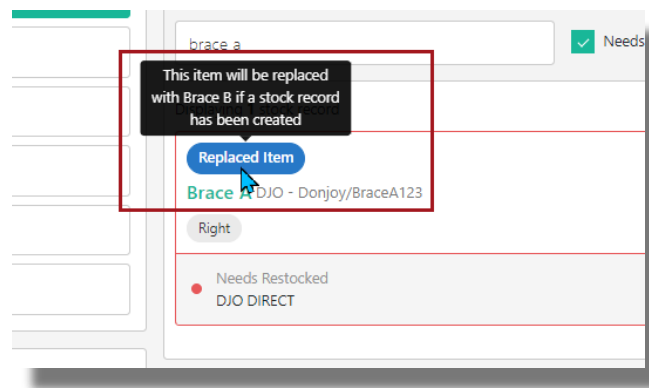 brace a
Needs
This item will be replaced
with Brace B if a stock record
has been created
Replaced Item
Brace A DJO - Donjoy/BraceA123
Right
Needs Restocked
DJO DIRECT